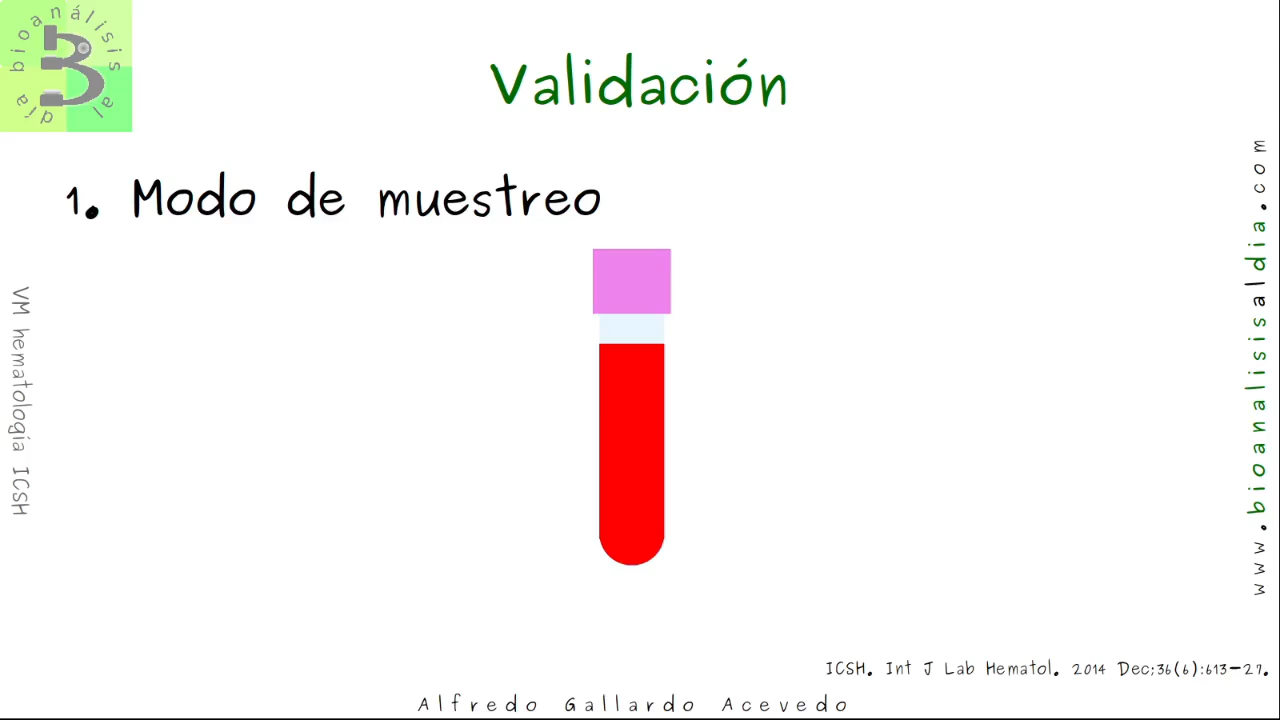 bioanálisis al día
Validación
1. Modo de muestreo
VM hematología ICSH
www.bioanalisisaldia.com
ICSH. Int J Lab Hematol. 2014 Dec;36(6):613-27.
Alfredo Gallardo Acevedo